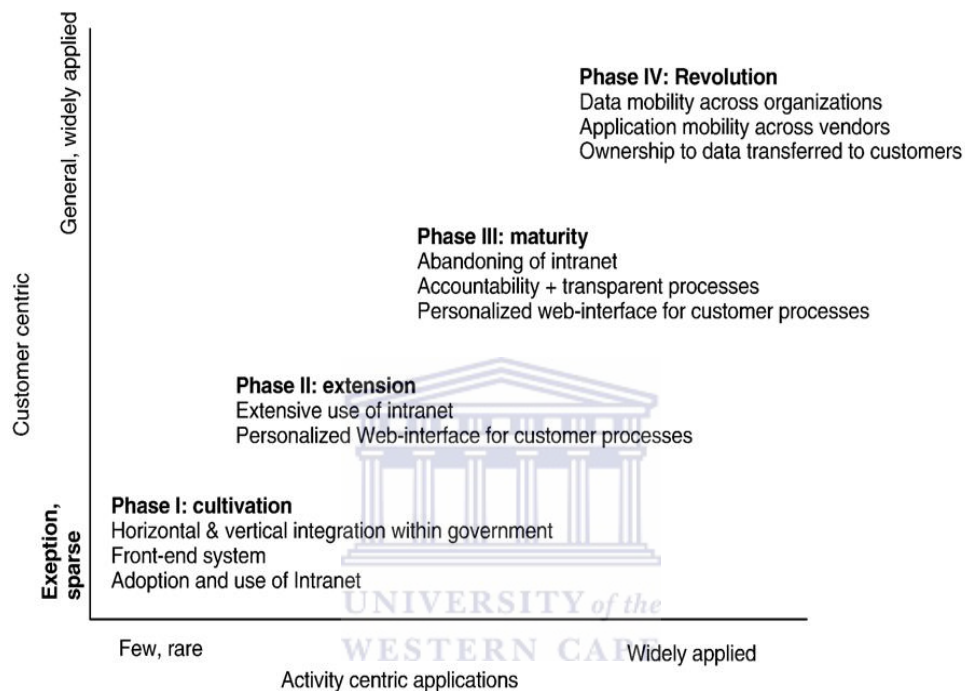 General, widely applied
Customer centric
Exeption,
sparse
Phase IV: Revolution
Data mobility across organizations
Application mobility across vendors
Ownership to data transferred to customers
Phase III: maturity
Abandoning of intranet
Accountability + transparent processes
Personalized web-interface for customer processes
Phase II: extension
Extensive use of intranet
Personalized Web-interface for customer processes
Phase I: cultivation
Horizontal & vertical integration within government
Front-end system
Adoption and use of Intranet
UNIVERSITY of the
WESTERN CAPE
Few, rare
Widely applied
Activity centric applications